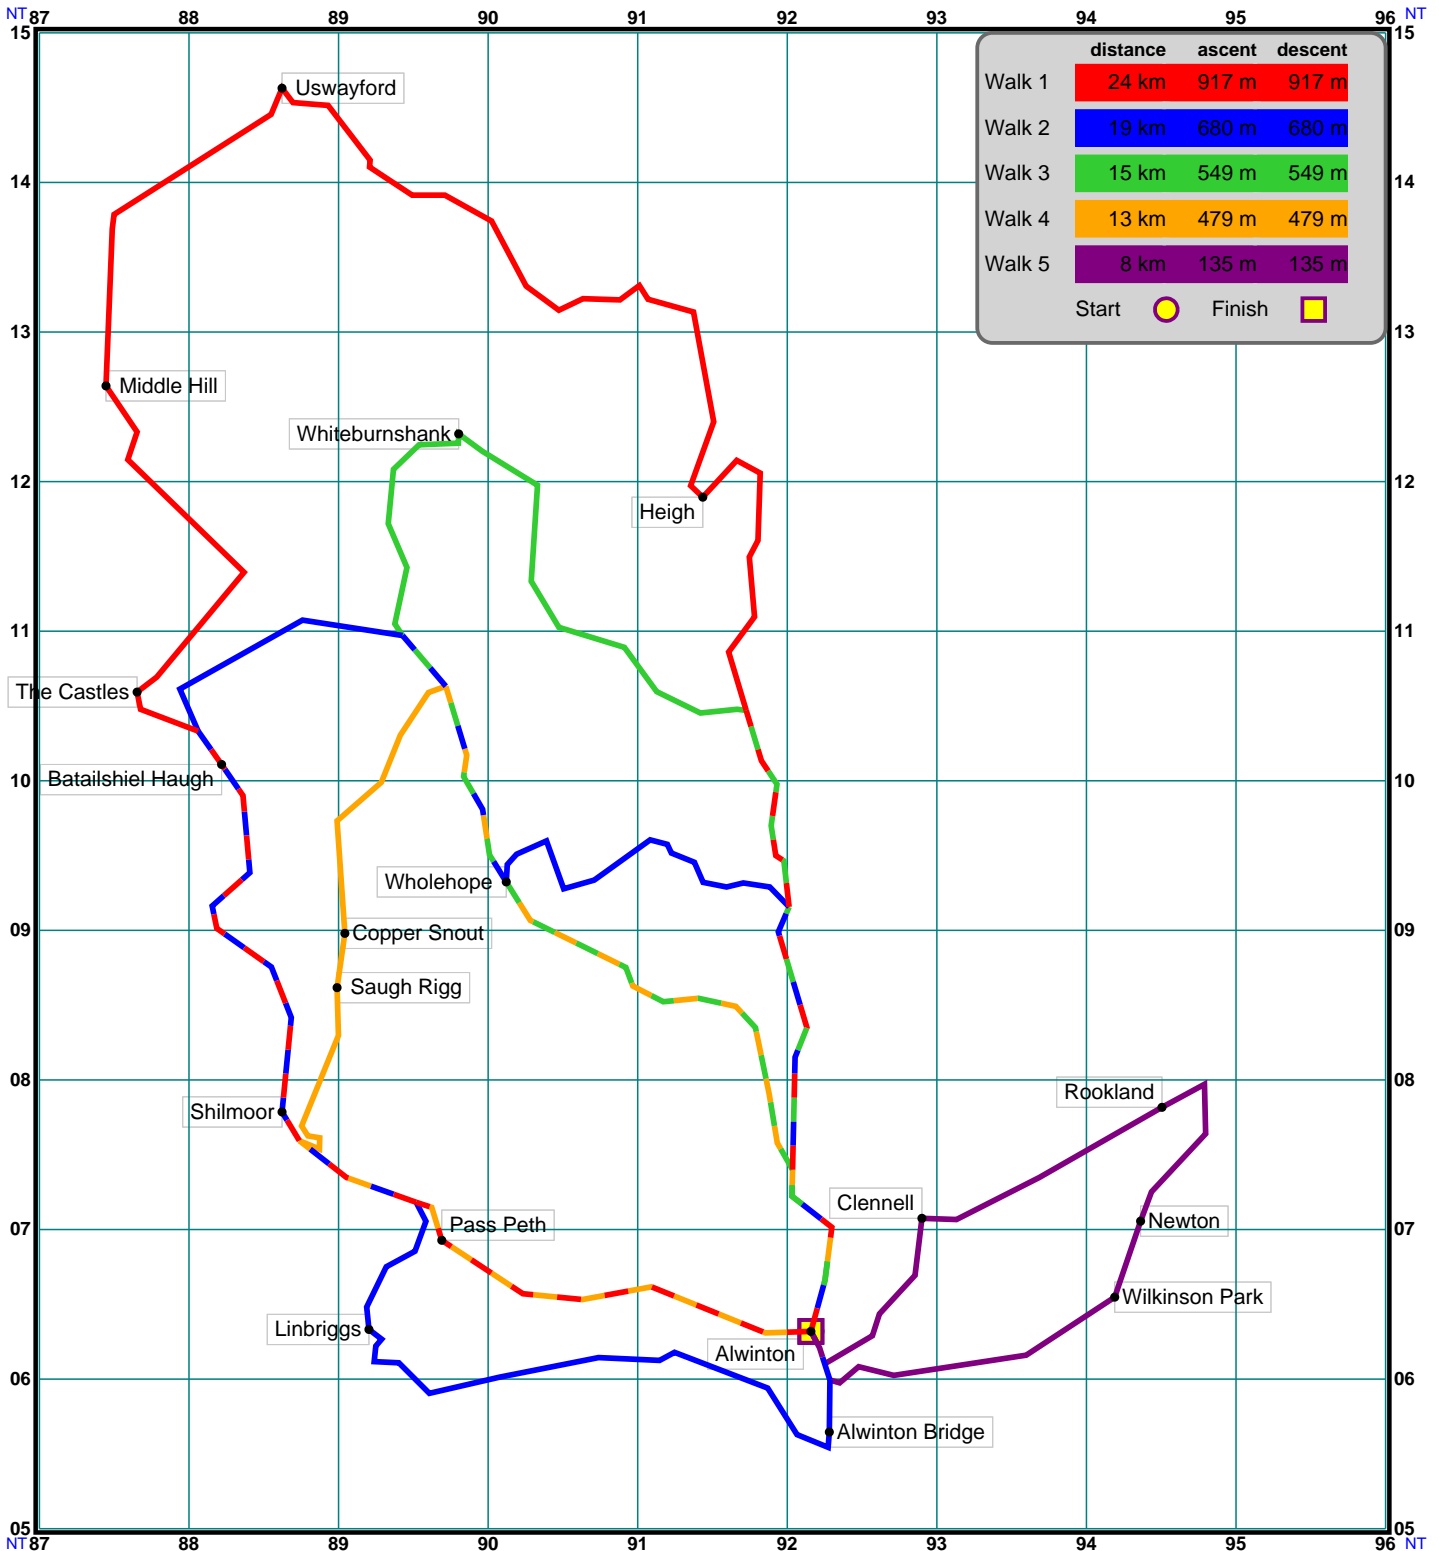 NT 87 88 89 90 91 92 93 94 95 96 NT
15 15
distance ascent descent
Walk 1 24 km 917 m 917 m
Uswayford
Walk 2 19 km 680 m 680 m
Walk 3 15 km 549 m 549 m
14 14
Walk 4 13 km 479 m 479 m
Walk 5 8 km 135 m 135 m
Start Finish
13 13
Middle Hill
Whiteburnshank
12 12
Heigh
11 11
The Castles
Batailshiel Haugh
10 10
Wholehope
09 09
Copper Snout
Saugh Rigg
08 08
Rookland
Shilmoor
Clennell
Newton
Pass Peth
07 07
Wilkinson Park
Linbriggs
Alwinton
06 06
Alwinton Bridge
05 05
NT 87 88 89 90 91 92 93 94 95 96 NT